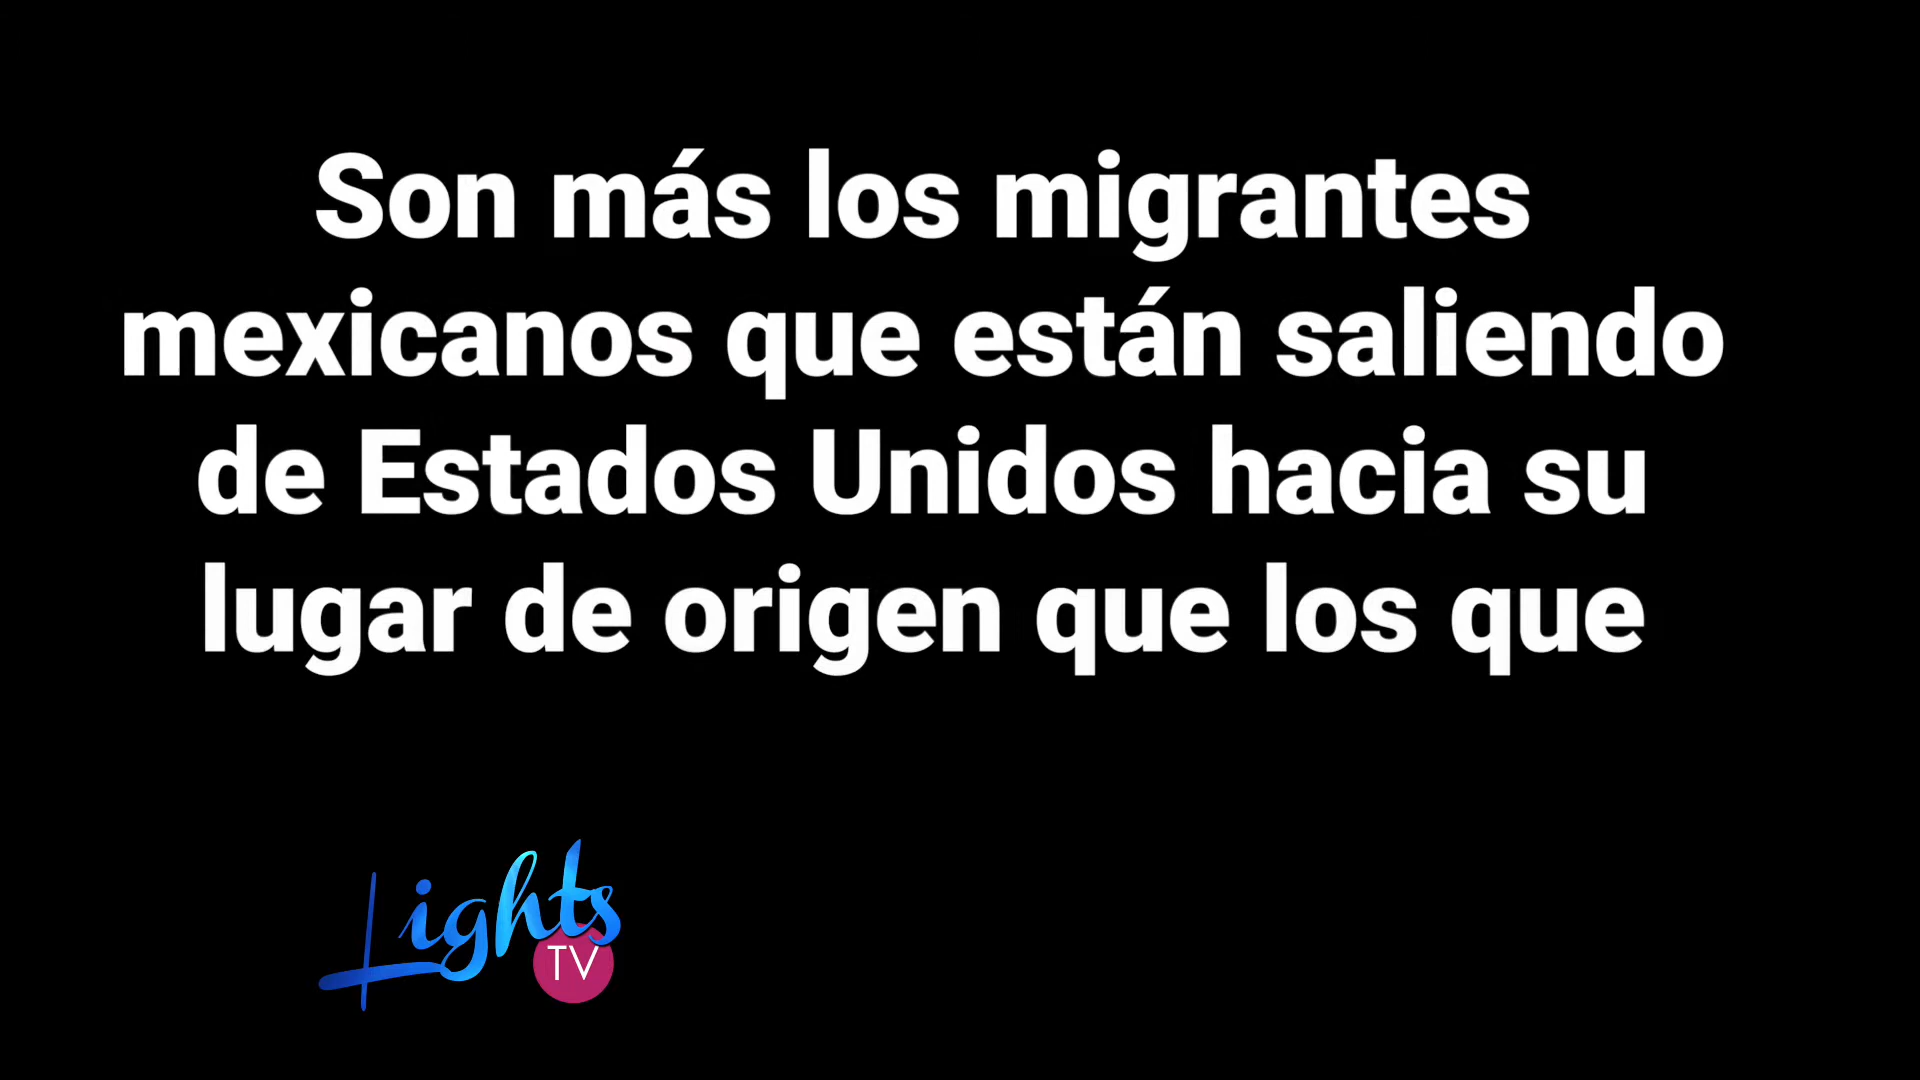 Son más los migrantes
mexicanos que están saliendo
de Estados Unidos hacia su
lugar de origen que los que
Lights
TV